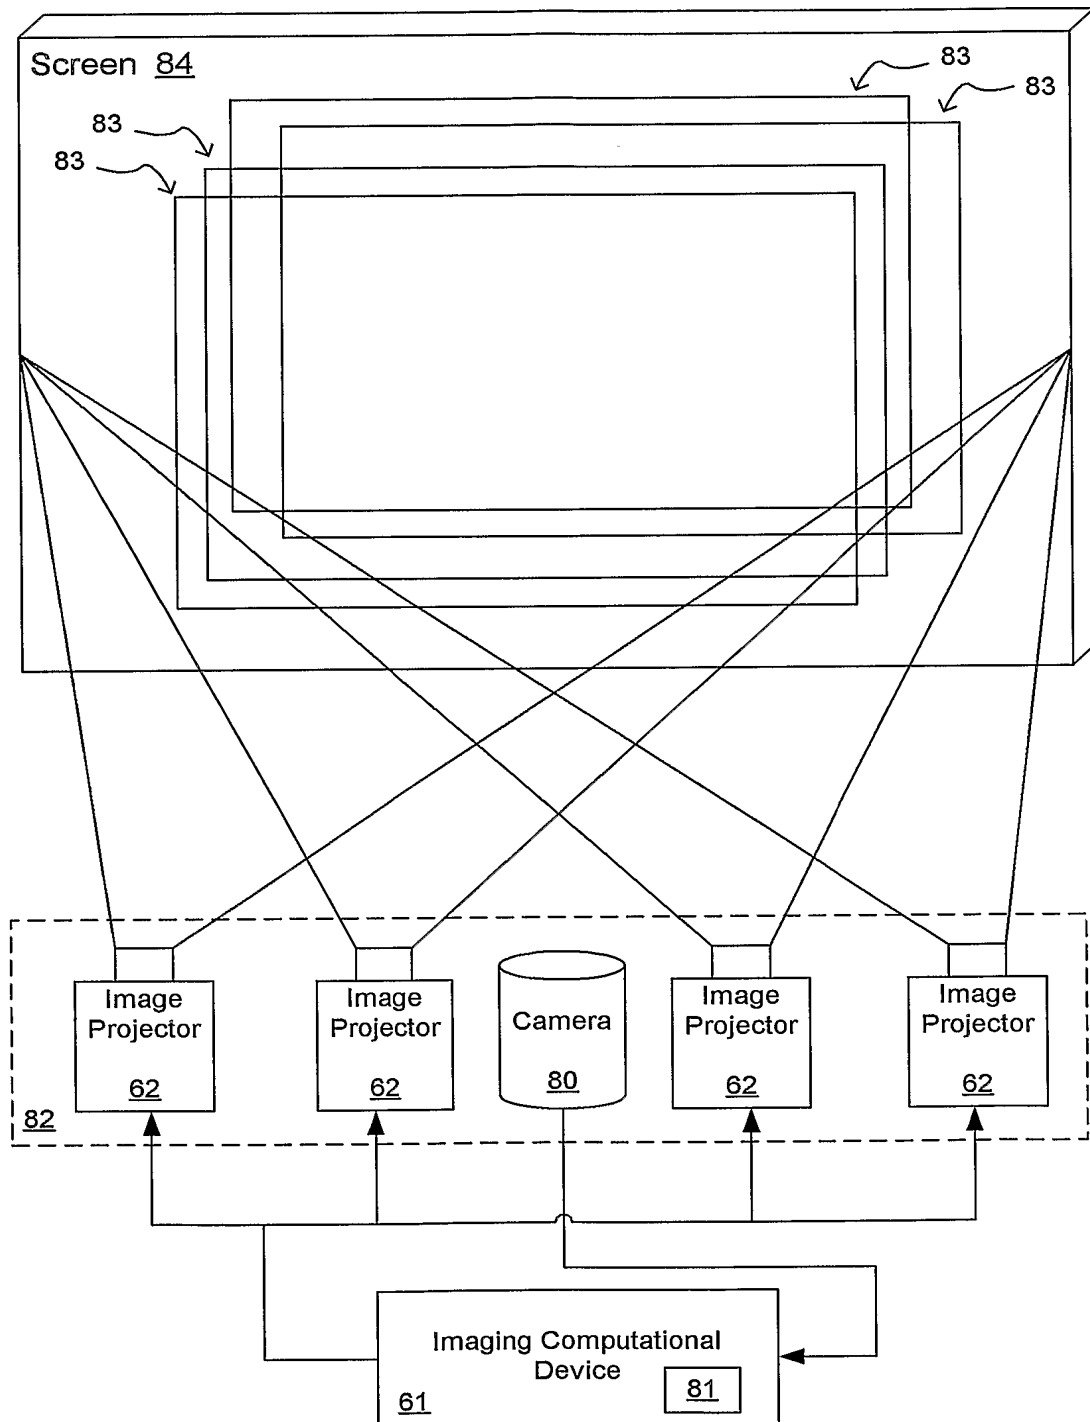 Screen 84
83
83
83
83
Image
Projector
62
Image
Projector
62
Camera
80
Image
Projector
62
Image
Projector
62
82
Imaging Computational
Device
61
81